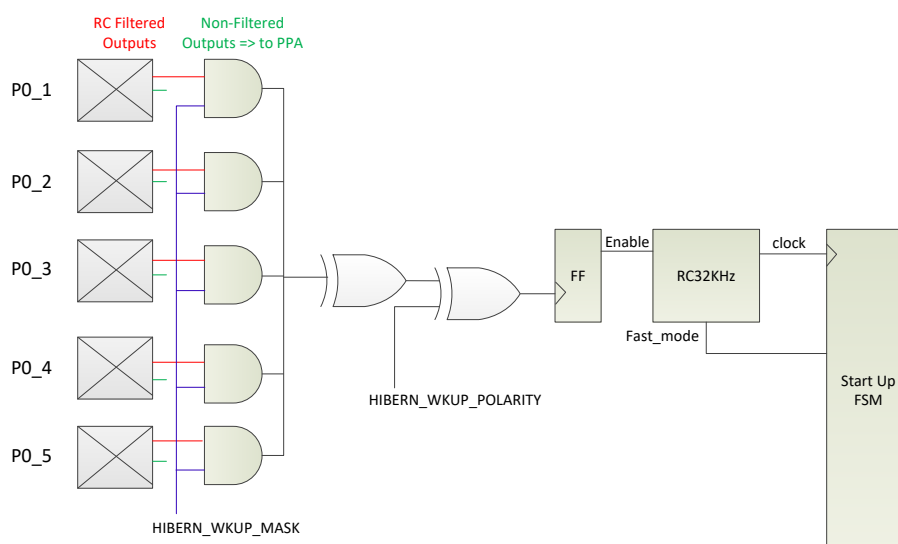 RC Filtered
Outputs
Non-Filtered
Outputs => to PPA
P0_1
P0_2
P0_3
P0_4
P0_5
HIBERN_WKUP_MASK
HIBERN_WKUP_POLARITY
FF
Enable
RC32KHz
clock
Fast_mode
Start Up
FSM